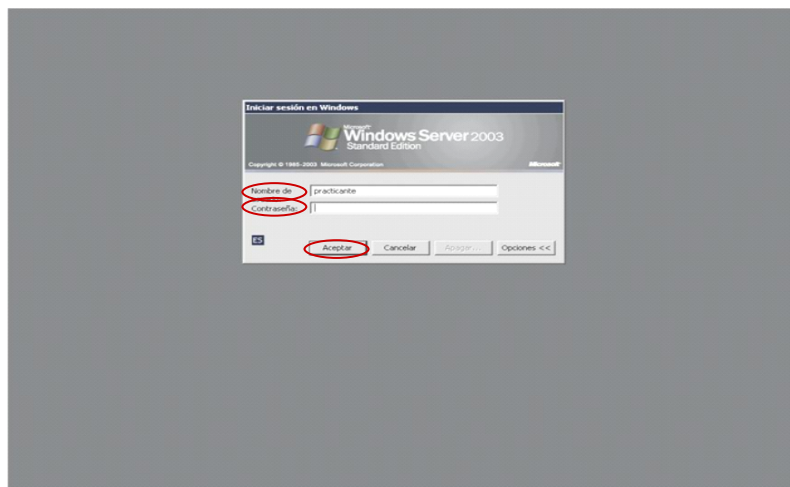 Iniciar sesión en Windows
Microsoft
Windows Server 2003
Standard Edition
Copyright © 1985-2003 Microsoft Corporation
Microsoft
Nombre de
practicante
Contraseña:
ES
Aceptar
Cancelar
Apagar...
Opciones <<